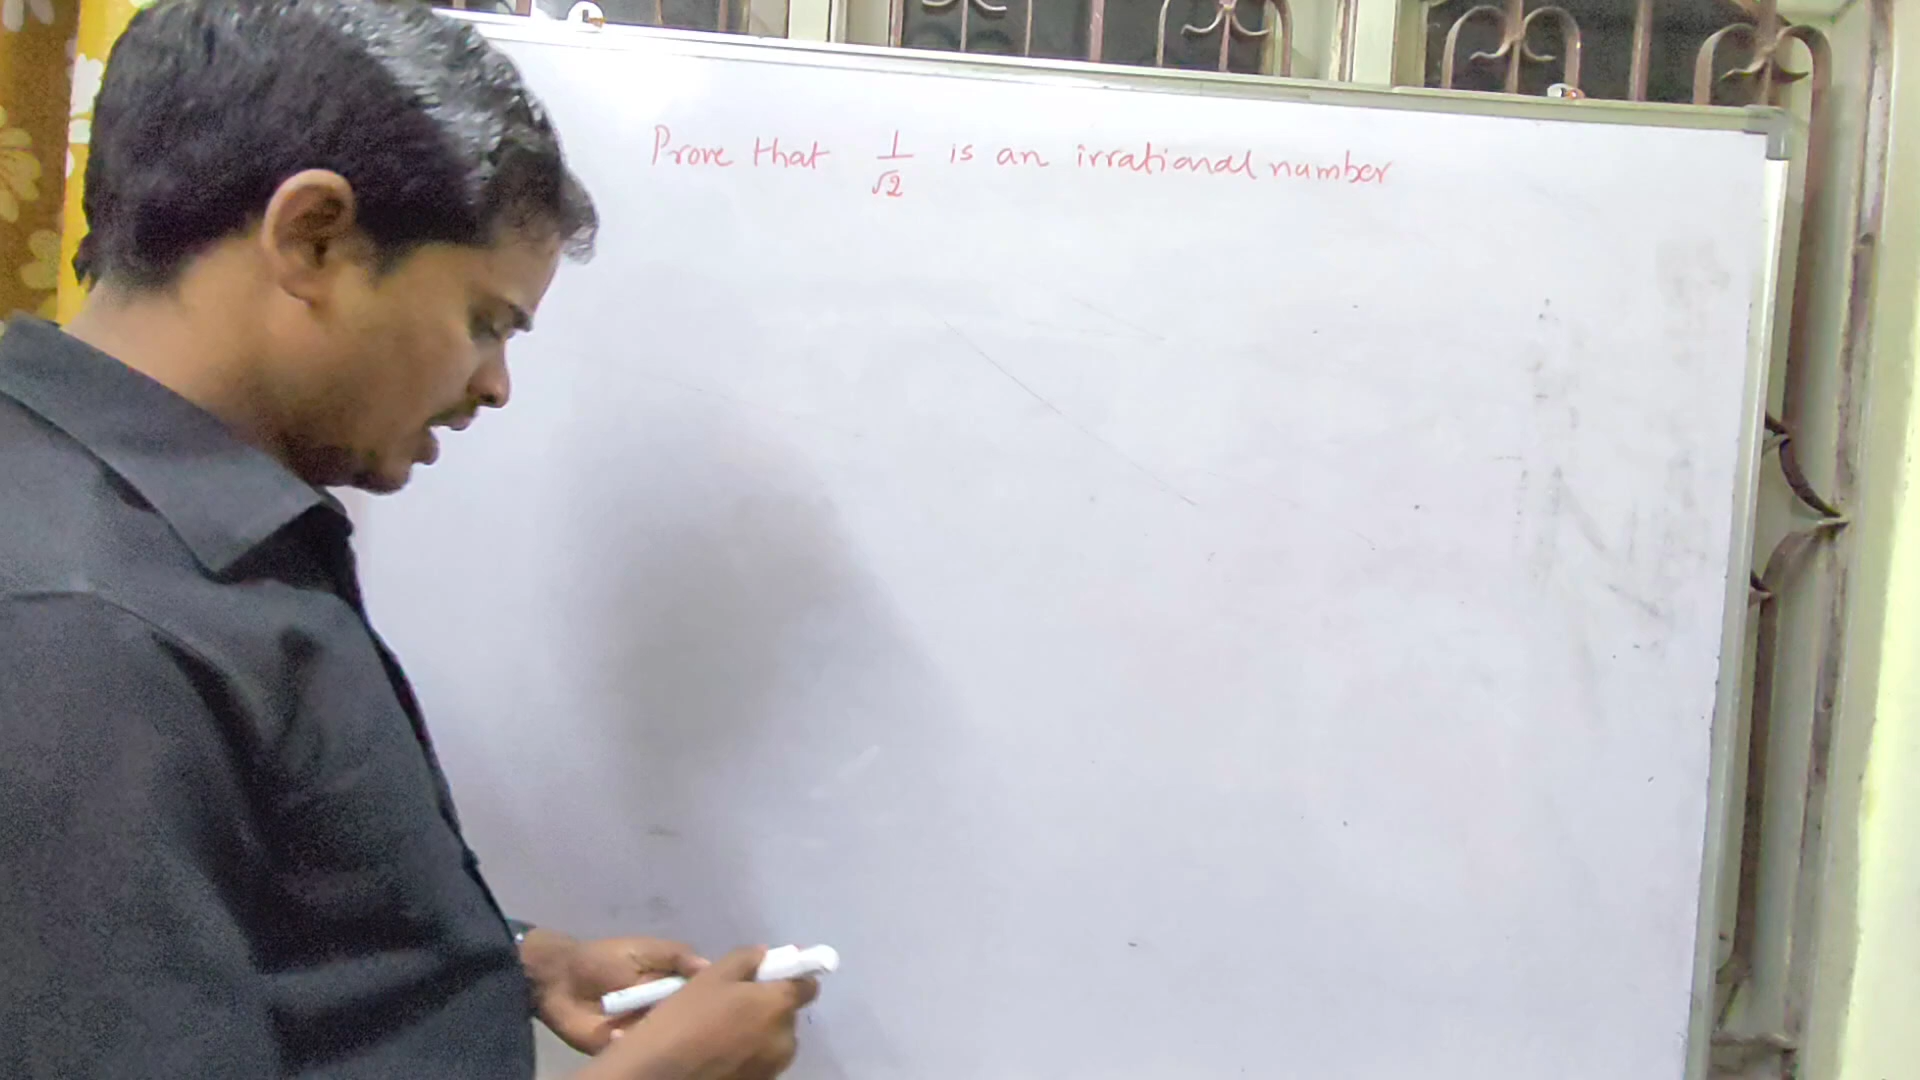 Prove that 1/√2 is an irrational number